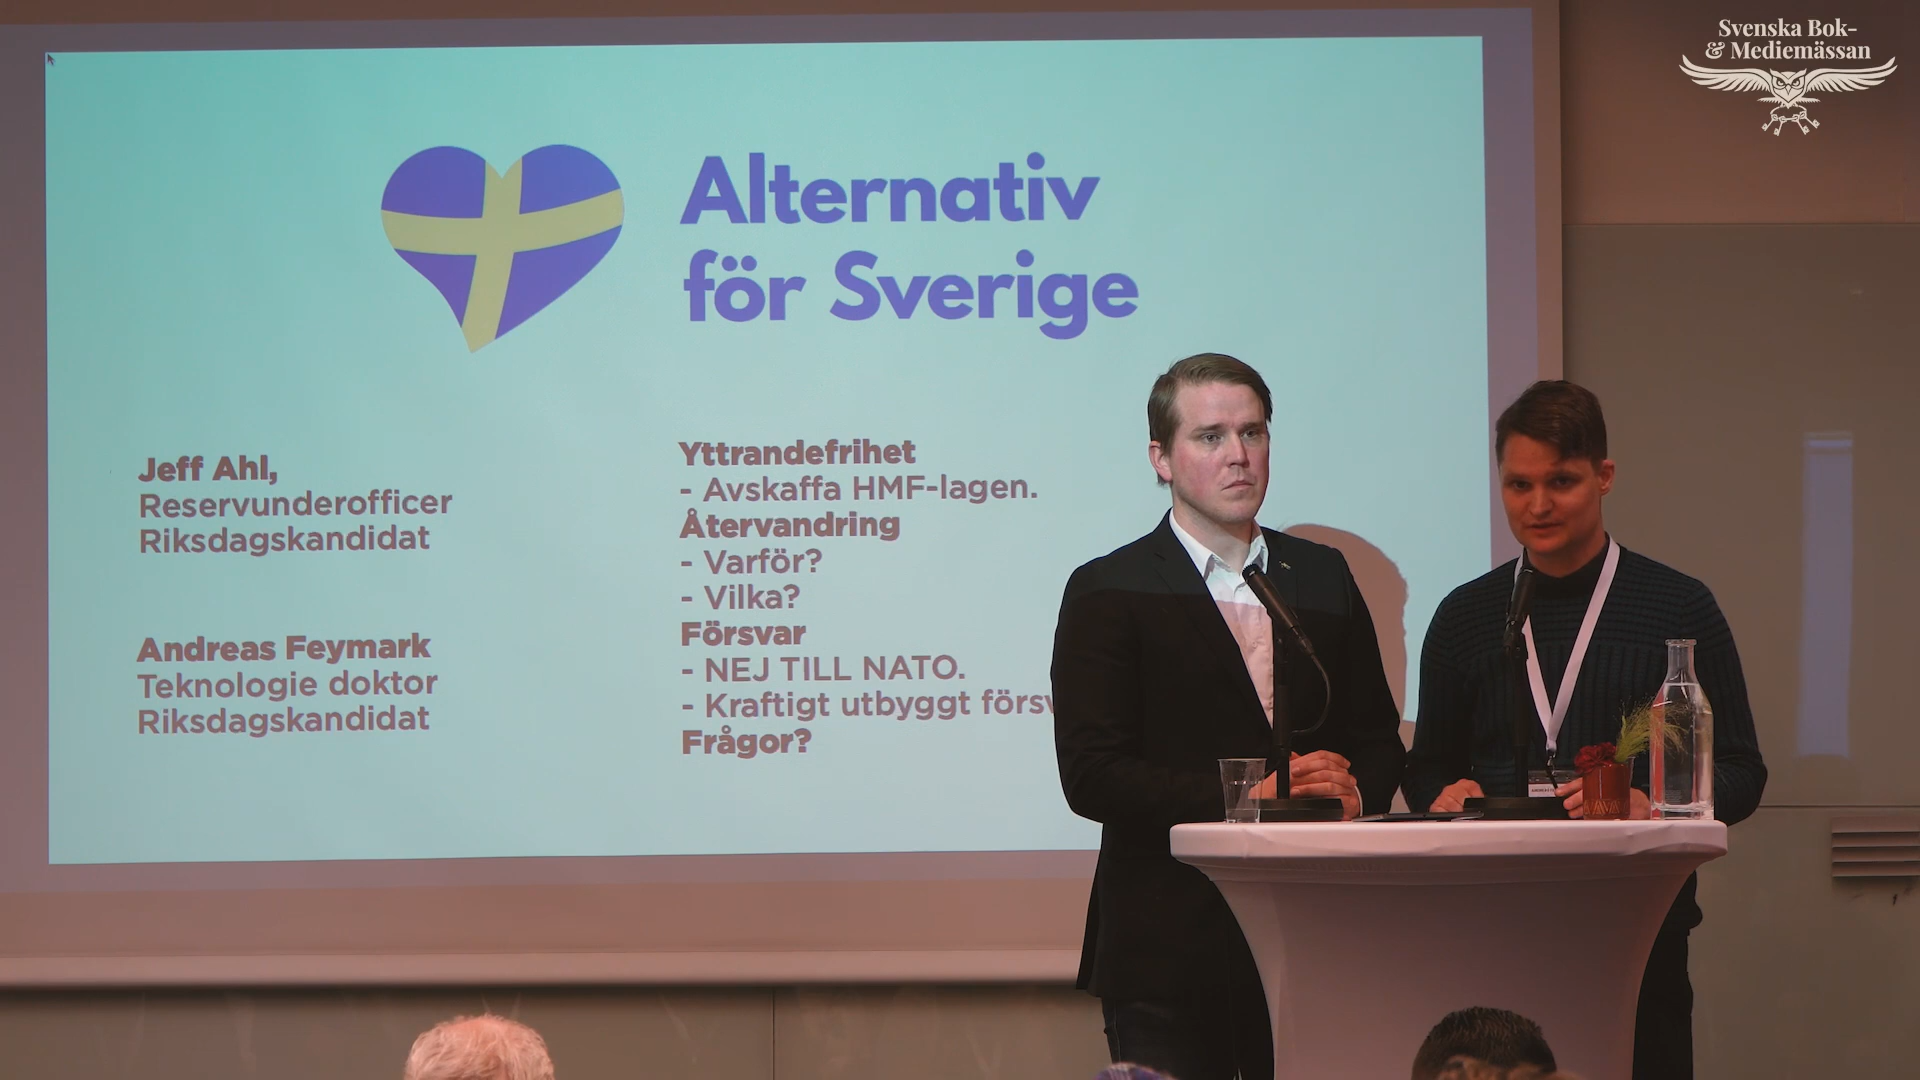 Svenska Bok-
& Mediemässan
Alternativ
för Sverige
Jeff Ahl,
Reservunderofficer
Riksdagskandidat
Andreas Feymark
Teknologie doktor
Riksdagskandidat
Yttrandefrihet
- Avskaffa HMF-lagen.
Återvandring
- Varför?
- Vilka?
Försvar
- NEJ TILL NATO.
- Kraftigt utbyggt försv
Frågor?